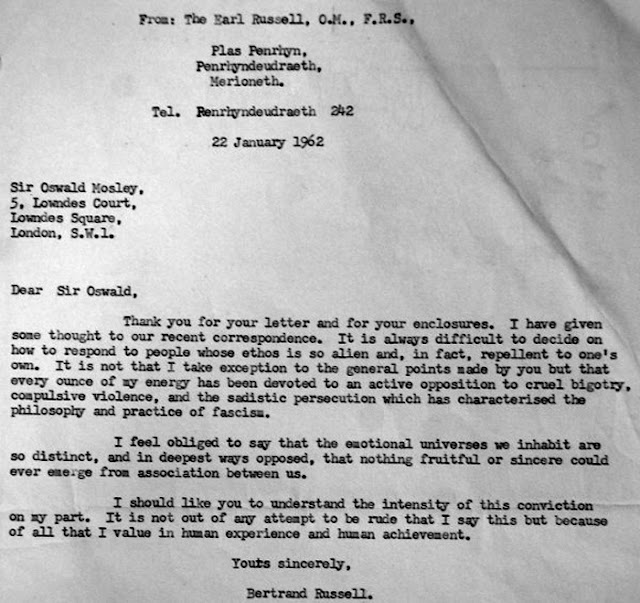 From: The Earl Russell, O.M., F.R.S.,
Plas Penrhyn,
Penrhyndeudraeth,
Merioneth.
Tel. Penrhyndeudraeth 242
22 January 1962
Sir Oswald Mosley,
5, Lowndes Court,
Lowndes Square,
London, S.W.1.
Dear Sir Oswald,
Thank you for your letter and for your enclosures. I have given
some thought to our recent correspondence. It is always difficult to decide on
how to respond to people whose ethos is so alien and, in fact, repellent to one's
own. It is not that I take exception to the general points made by you but that
every ounce of my energy has been devoted to an active opposition to cruel bigotry,
compulsive violence, and the sadistic persecution which has characterised the
philosophy and practice of fascism.
I feel obliged to say that the emotional universes we inhabit are
so distinct, and in deepest ways opposed, that nothing fruitful or sincere could
ever emerge from association between us.
I should like you to understand the intensity of this conviction
on my part. It is not out of any attempt to be rude that I say this but because
of all that I value in human experience and human achievement.
Yours sincerely,
Bertrand Russell.